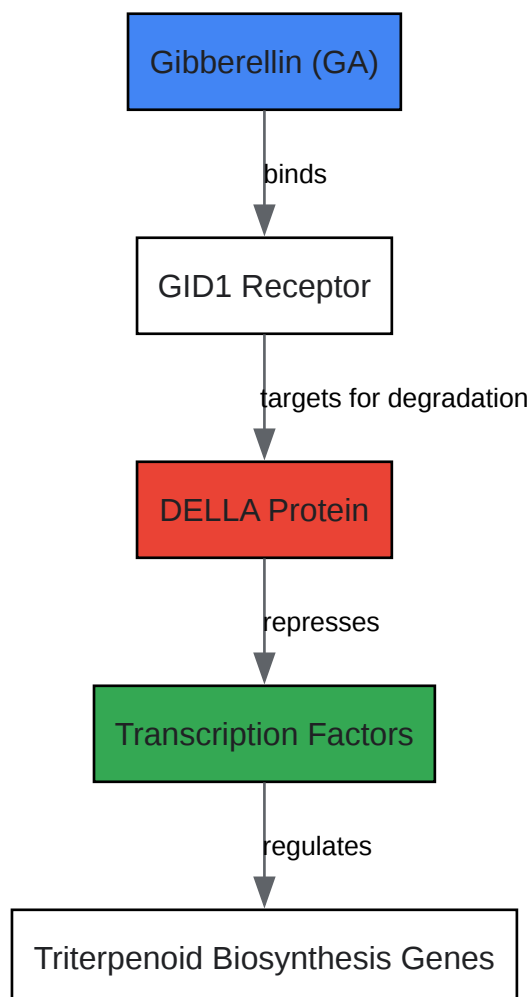 Gibberellin (GA)
binds
GID1 Receptor
targets for degradation
DELLA Protein
represses
Transcription Factors
regulates
Triterpenoid Biosynthesis Genes